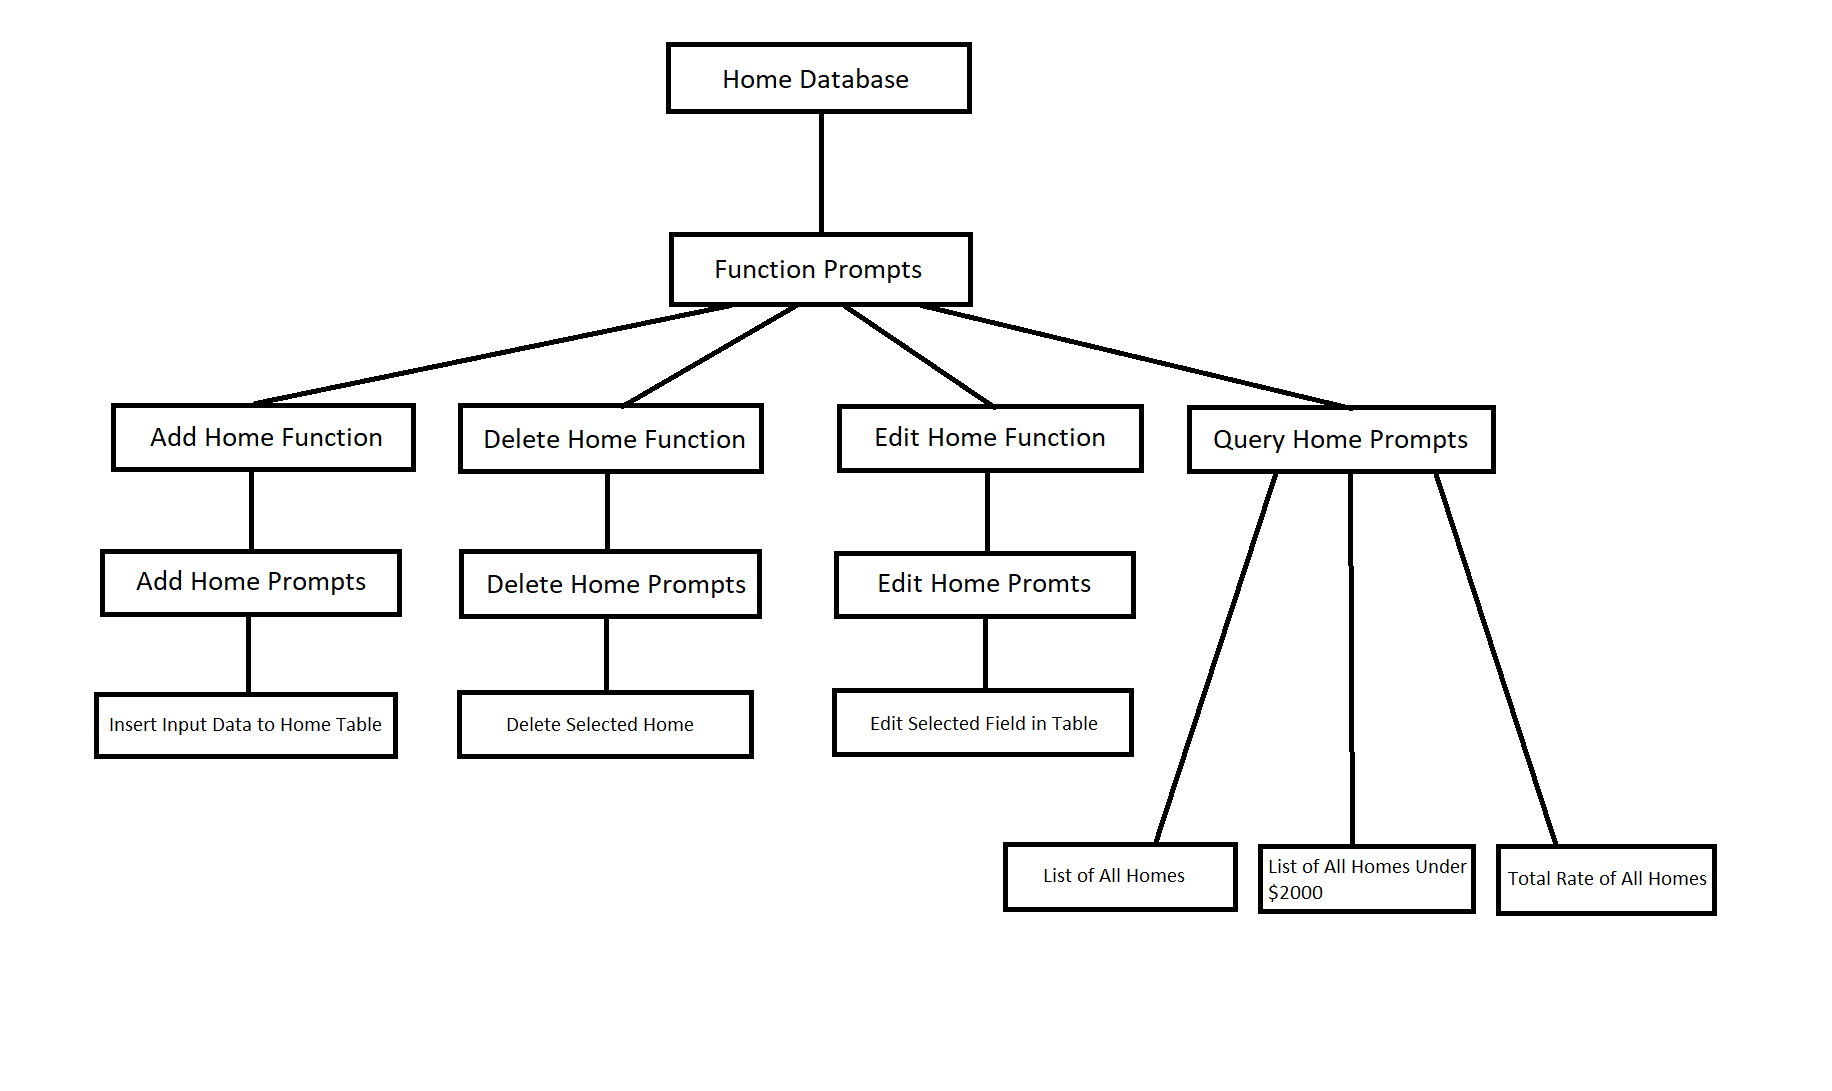 Home Database
Function Prompts
Add Home Function
Delete Home Function
Edit Home Function
Query Home Prompts
Add Home Prompts
Delete Home Prompts
Edit Home Promts
Insert Input Data to Home Table
Delete Selected Home
Edit Selected Field in Table
List of All Homes
List of All Homes Under
$2000
Total Rate of All Homes